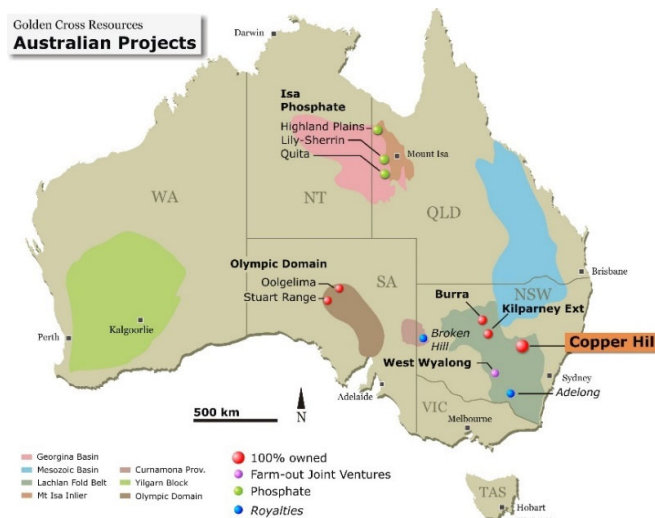 Golden Cross Resources
Australian Projects
Darwin
Isa
Phosphate
Highland Plains
Lily-Sherrin
Quita
Mount Isa
WA
NT
QLD
Olympic Domain
Oolgelima
Stuart Range
SA
Burra
NSW
Kilparney Ext
Brisbane
Perth
Kalgoorlie
Broken
Hill
Copper Hil
West Wyalong
Sydney
Adelong
Adelaide
500 km
N
VIC
Melbourne
Georgina Basin
Mesozoic Basin
Lachlan Fold Belt
Mt Isa Inlier
Curnamona Prov.
Yilgarn Block
Olympic Domain
100% owned
Farm-out Joint Ventures
Phosphate
Royalties
TAS
Hobart